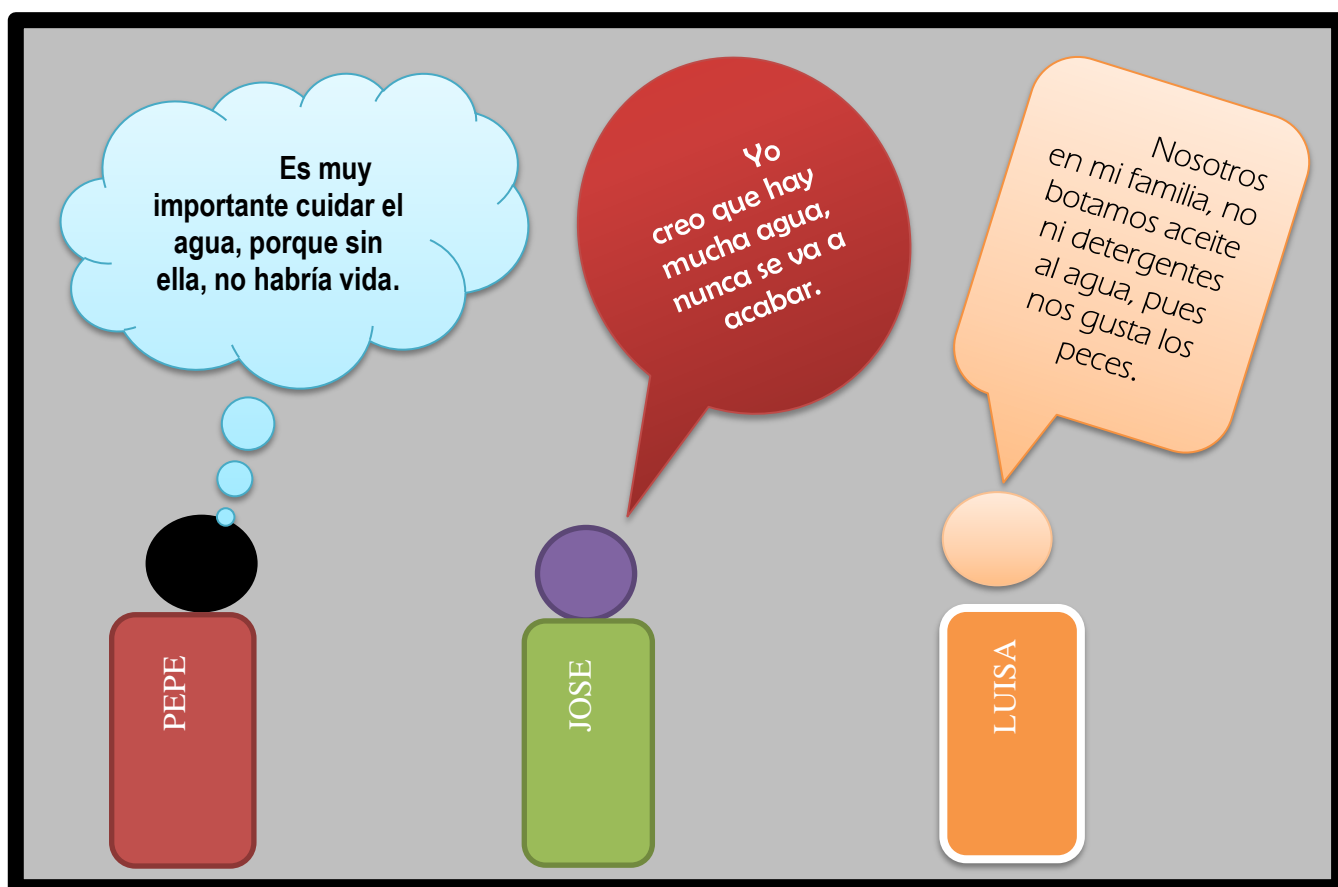 Es muy
importante cuidar el
agua, porque sin
ella, no habría vida.
Yo
creo que hay
mucha agua,
nunca se va a
acabar.
Nosotros
en mi familia, no
botamos aceite
ni detergentes
al agua, pues
nos gusta los
peces.
PEPE
JOSE
LUISA